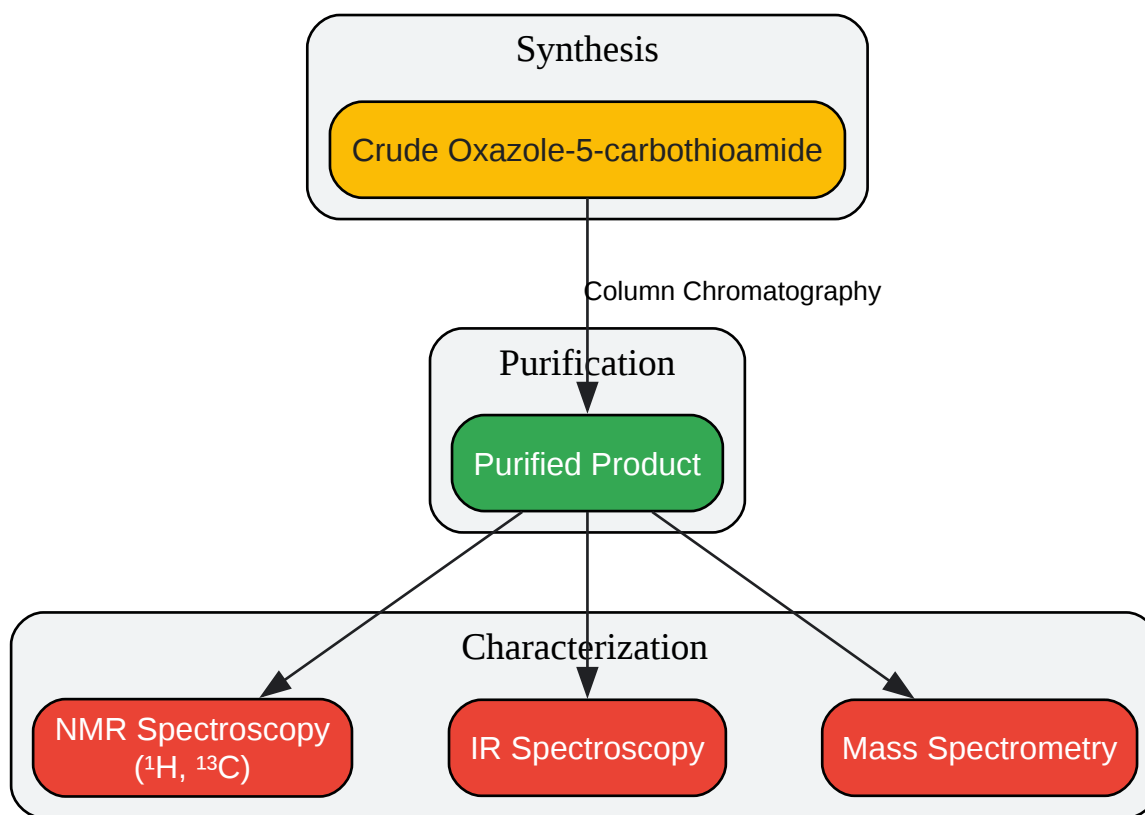 Synthesis
Crude Oxazole-5-carbothioamide
Column Chromatography
Purification
Purified Product
Characterization
NMR Spectroscopy
(¹H, ¹³C)
IR Spectroscopy
Mass Spectrometry